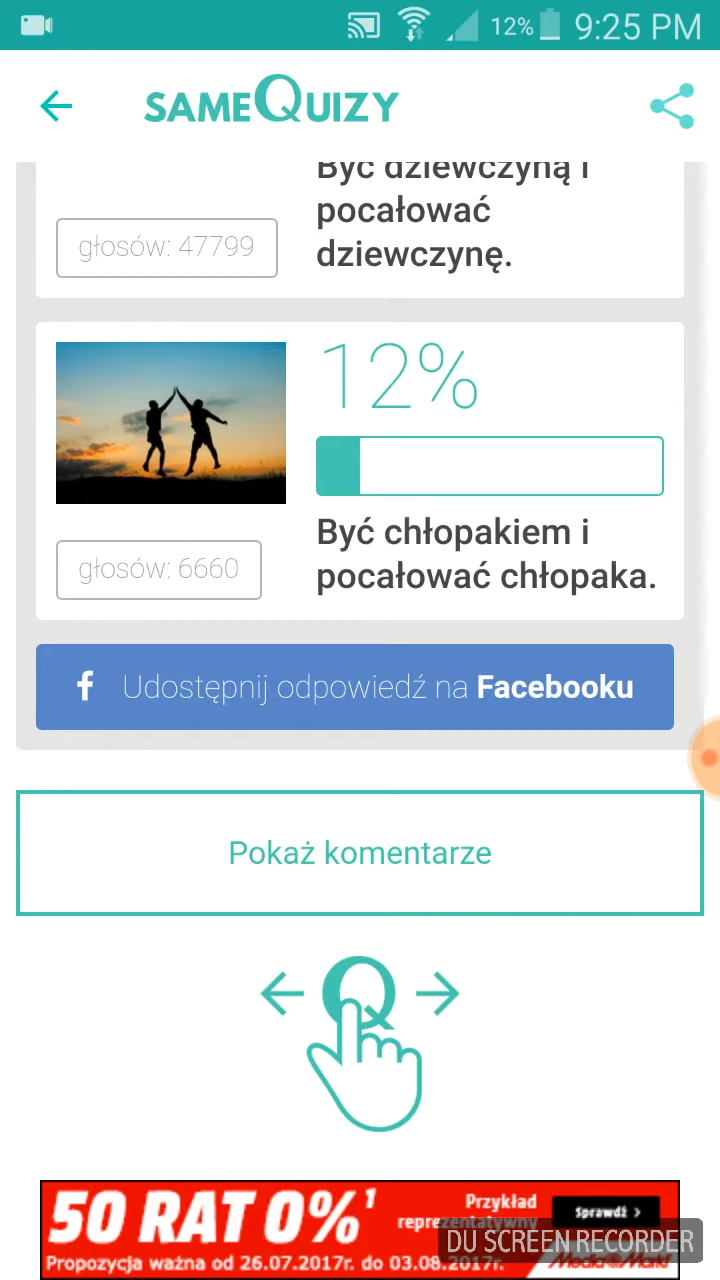 12% 9:25 PM
SAMEQUIZY
Być dziewczyną i
pocałować
dziewczynę.
głosów: 47799
12%
Być chłopakiem i
pocałować chłopaka.
głosów: 6660
f Udostępnij odpowiedź na Facebooku
Pokaż komentarze
Q
50 RAT 0%¹
Przykład
reprezentatywny
Sprawdź >
Propozycja ważna od 26.07.2017r. do 03.08.2017r.
Media Markt
DU SCREEN RECORDER